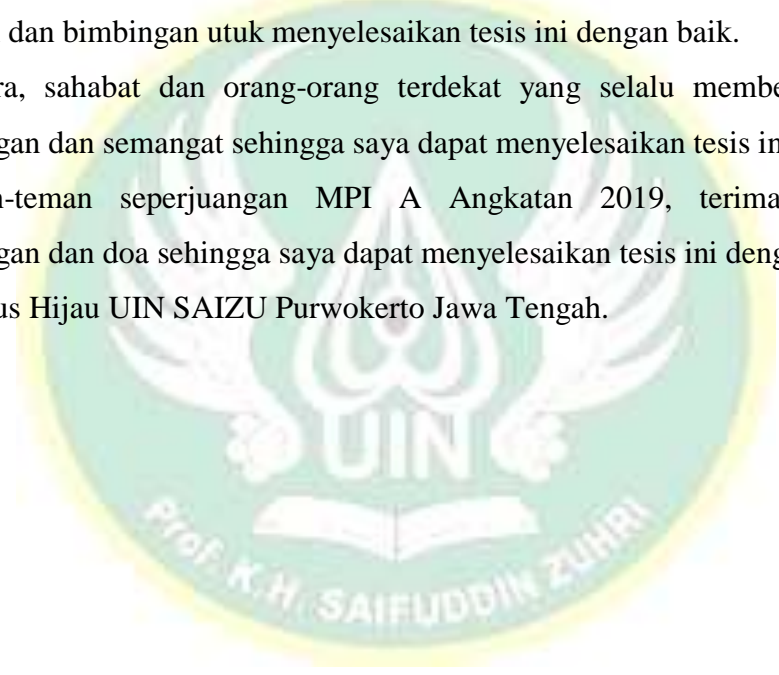 dan bimbingan utuk menyelesaikan tesis ini dengan baik.
ra, sahabat dan orang-orang terdekat yang selalu membe
gan dan semangat sehingga saya dapat menyelesaikan tesis in
n-teman seperjuangan MPI A Angkatan 2019, terima
gan dan doa sehingga saya dapat menyelesaikan tesis ini deng
us Hijau UIN SAIZU Purwokerto Jawa Tengah.
UIN
Prof. K.H. SAIFUDDIN ZUHRI